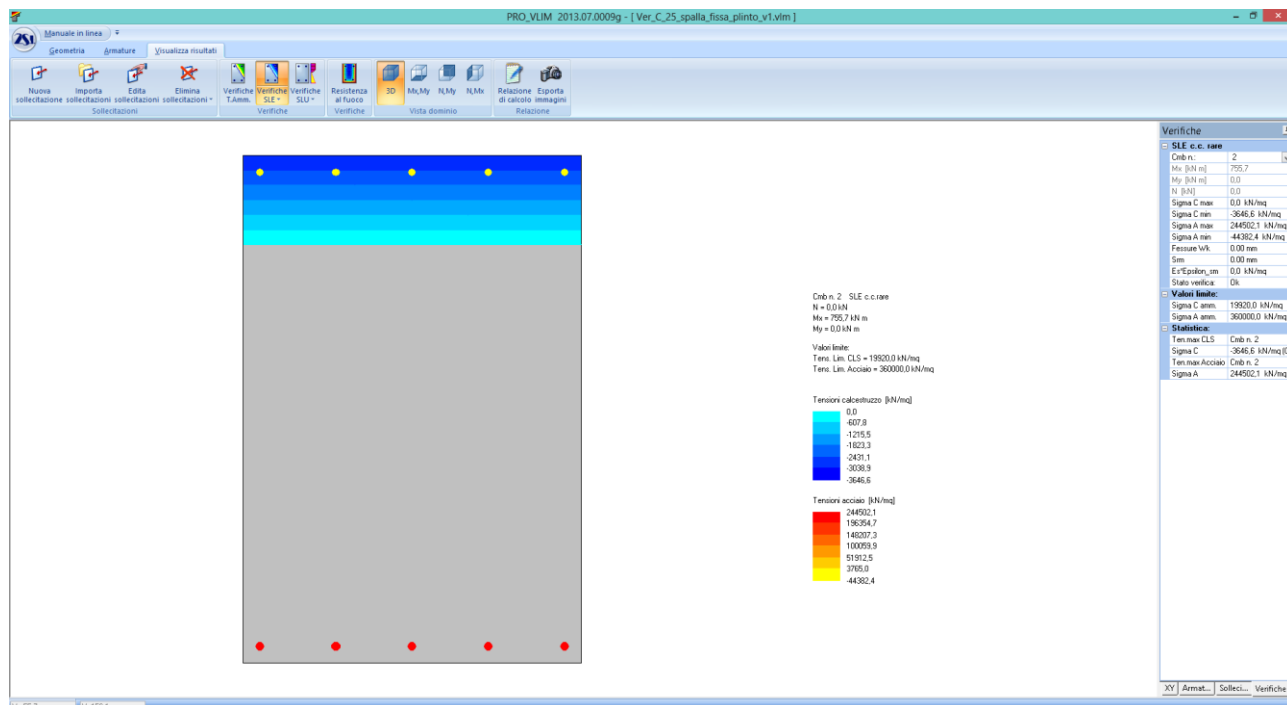 PRO_VLIM 2013.07.0009g - [ Ver_C_25_spalla_fissa_plinto_v1.vlm ]
2SI
Manuale in linea
Geometria Armature Visualizza risultati
Nuova sollecitazione
Importa sollecitazioni
Edita sollecitazioni
Elimina sollecitazioni
Verifiche T.Amm.
Verifiche SLE
Verifiche SLU
Resistenza al fuoco
3D
Mx,My
N,My
N,Mx
Relazione di calcolo
Esporta immagini
Sollecitazioni
Verifiche
Verifiche
Vista dominio
Relazione
Cmb n. 2 SLE c.c.rare
N = 0,0 kN
Mx = 755,7 kN m
My = 0,0 kN m
Valori limite:
Tens. Lim. CLS = 19920,0 kN/mq
Tens. Lim. Acciaio = 360000,0 kN/mq
Tensioni calcestruzzo [kN/mq]
0,0
-607,8
-1215,5
-1823,3
-2431,1
-3038,9
-3646,6
Tensioni acciaio [kN/mq]
244502,1
196354,7
148207,3
100059,9
51912,5
3765,0
-44382,4
Verifiche
SLE c.c. rare
Cmb n.: 2
Mx [kN m] 755,7
My [kN m] 0,0
N [kN] 0,0
Sigma C max 0,0 kN/mq
Sigma C min -3646,6 kN/mq
Sigma A max 244502,1 kN/mq
Sigma A min -44382,4 kN/mq
Fessure Wk 0.00 mm
Srm 0.00 mm
Es*Epsilon_sm 0,0 kN/mq
Stato verifica: Ok
Valori limite:
Sigma C amm. 19920,0 kN/mq
Sigma A amm. 360000,0 kN/mq
Statistica:
Ten.max CLS Cmb n. 2
Sigma C -3646,6 kN/mq (C
Ten.max Acciaio Cmb n. 2
Sigma A 244502,1 kN/mq
XY Armat... Solleci... Verifiche